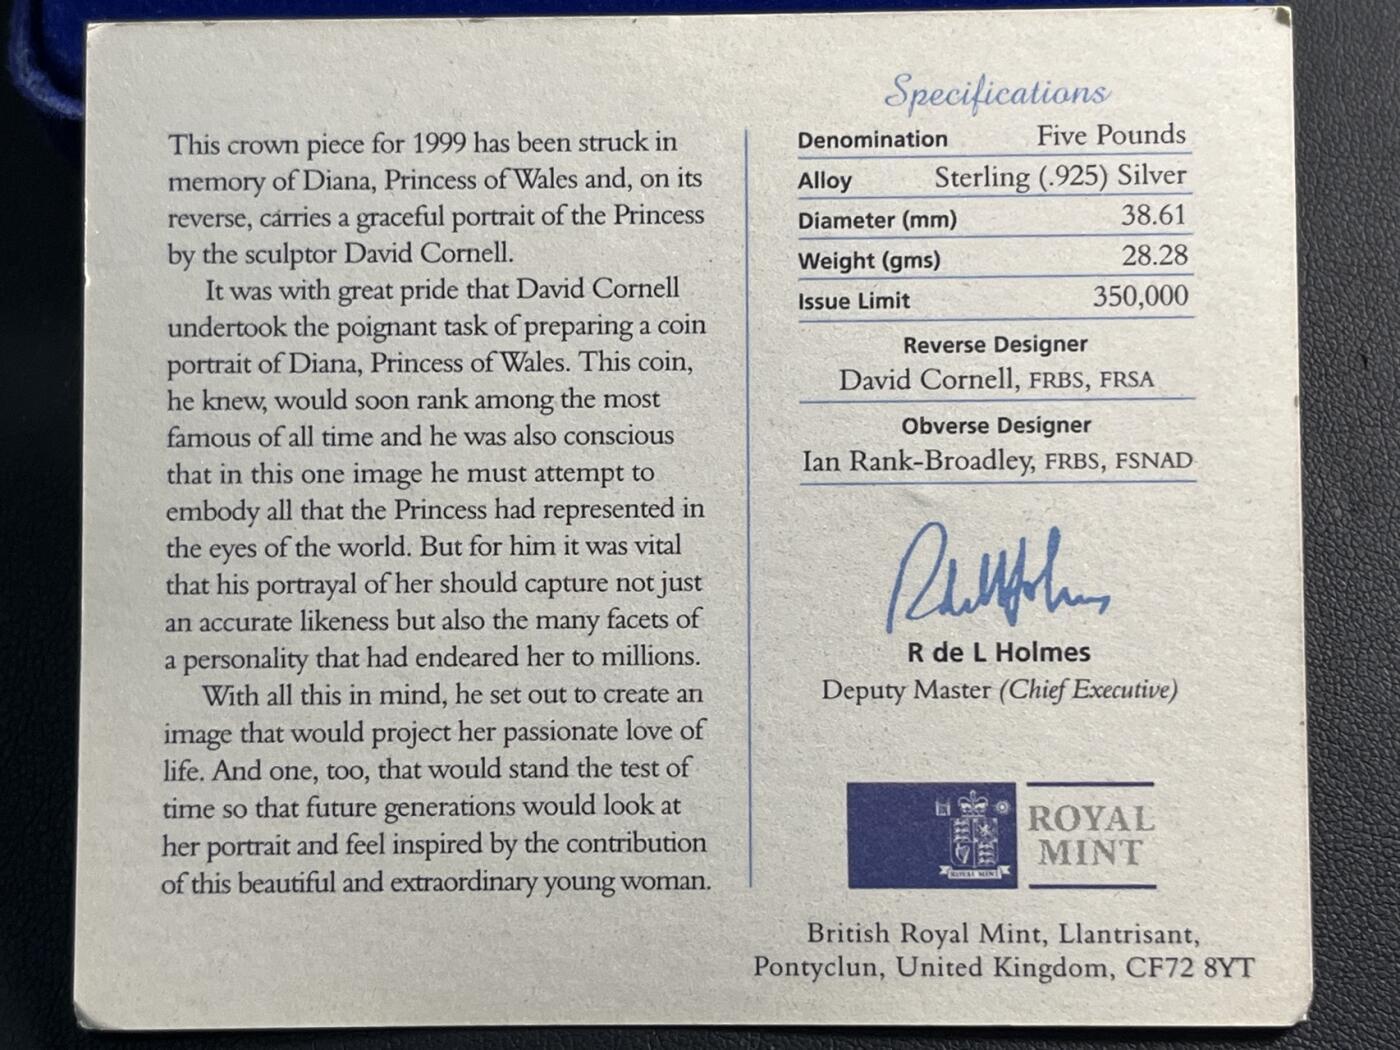 This crown piece for 1999 has been struck in
memory of Diana, Princess of Wales and, on its
reverse, carries a graceful portrait of the Princess
by the sculptor David Cornell.
It was with great pride that David Cornell
undertook the poignant task of preparing a coin
portrait of Diana, Princess of Wales. This coin,
he knew, would soon rank among the most
famous of all time and he was also conscious
that in this one image he must attempt to
embody all that the Princess had represented in
the eyes of the world. But for him it was vital
that his portrayal of her should capture not just
an accurate likeness but also the many facets of
a personality that had endeared her to millions.
With all this in mind, he set out to create an
image that would project her passionate love of
life. And one, too, that would stand the test of
time so that future generations would look at
her portrait and feel inspired by the contribution
of this beautiful and extraordinary young woman.
Specifications
Denomination Five Pounds
Alloy Sterling (.925) Silver
Diameter (mm) 38.61
Weight (gms) 28.28
Issue Limit 350,000
Reverse Designer
David Cornell, FRBS, FRSA
Obverse Designer
Ian Rank-Broadley, FRBS, FSNAD
R de L Holmes
R de L Holmes
Deputy Master (Chief Executive)
ROYAL MINT
ROYAL
MINT
British Royal Mint, Llantrisant,
Pontyclun, United Kingdom, CF72 8YT